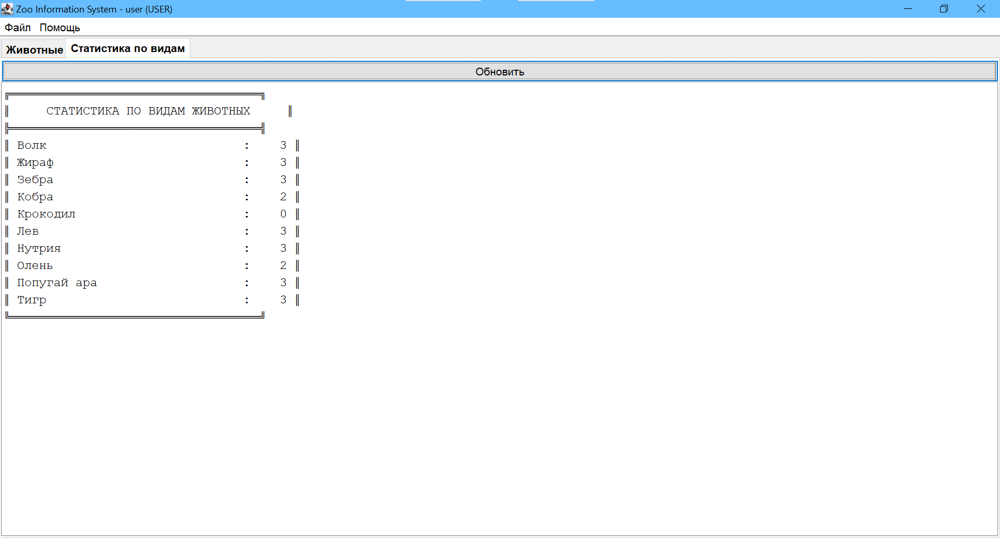 Zoo Information System - user (USER)
Файл Помощь
Животные Статистика по видам
Обновить
СТАТИСТИКА ПО ВИДАМ ЖИВОТНЫХ
Волк : 3
Жираф : 3
Зебра : 3
Кобра : 2
Крокодил : 0
Лев : 3
Нутрия : 3
Олень : 2
Попугай ара : 3
Тигр : 3